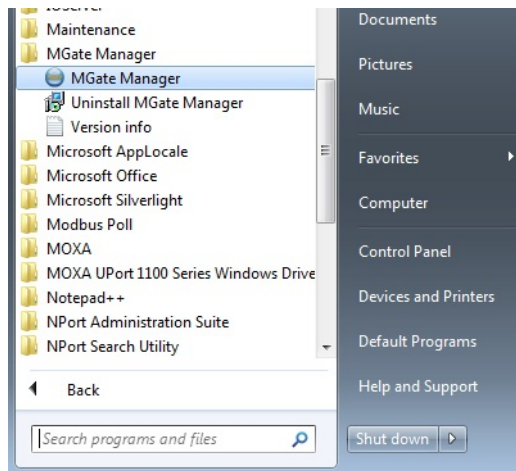 Maintenance
MGate Manager
MGate Manager
Uninstall MGate Manager
Version info
Microsoft AppLocale
Microsoft Office
Microsoft Silverlight
Modbus Poll
MOXA
MOXA UPort 1100 Series Windows Drive
Notepad++
NPort Administration Suite
NPort Search Utility
Back
Search programs and files
Documents
Pictures
Music
Favorites
Computer
Control Panel
Devices and Printers
Default Programs
Help and Support
Shut down